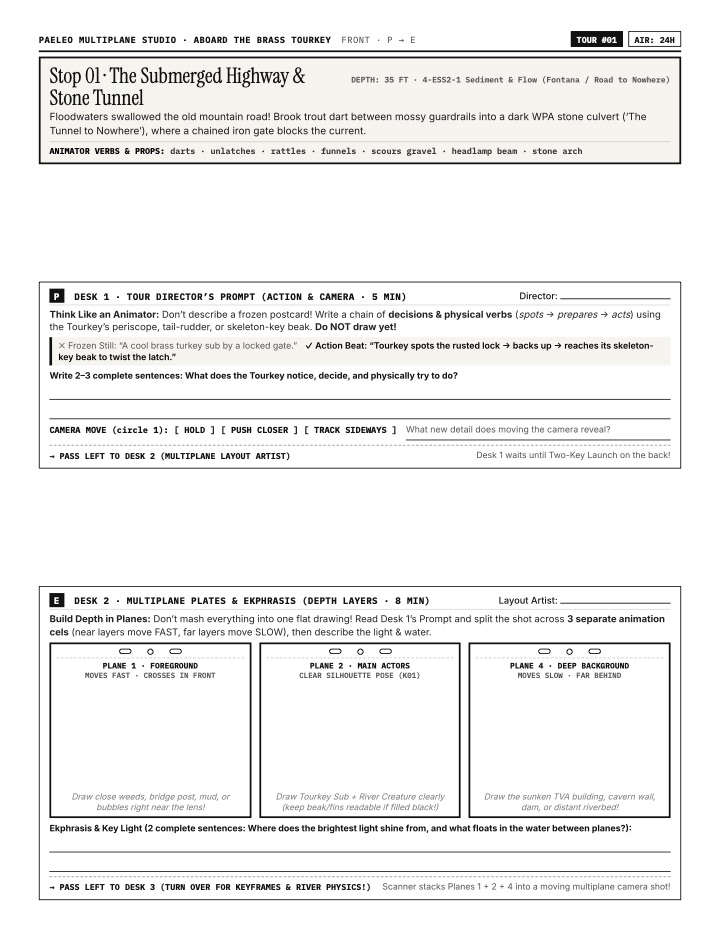 PAELEO MULTIPLANE STUDIO · ABOARD THE BRASS TOURKEY FRONT · P → E TOUR #01 AIR: 24H
Stop 01 · The Submerged Highway & DEPTH: 35 FT · 4-ESS2-1 Sediment & Flow (Fontana / Road to Nowhere)
Stone Tunnel
Floodwaters swallowed the old mountain road! Brook trout dart between mossy guardrails into a dark WPA stone culvert (‘The
Tunnel to Nowhere’), where a chained iron gate blocks the current.
ANIMATOR VERBS & PROPS: darts · unlatches · rattles · funnels · scours gravel · headlamp beam · stone arch
P DESK 1 · TOUR DIRECTOR’S PROMPT (ACTION & CAMERA · 5 MIN) Director:
Think Like an Animator: Don’t describe a frozen postcard! Write a chain of decisions & physical verbs (spots → prepares → acts) using
the Tourkey’s periscope, tail-rudder, or skeleton-key beak. Do NOT draw yet!
✕ Frozen Still: “A cool brass turkey sub by a locked gate.” ✓ Action Beat: “Tourkey spots the rusted lock → backs up → reaches its skeleton-
key beak to twist the latch.”
Write 2–3 complete sentences: What does the Tourkey notice, decide, and physically try to do?
CAMERA MOVE (circle 1): [ HOLD ] [ PUSH CLOSER ] [ TRACK SIDEWAYS ] What new detail does moving the camera reveal?
→ PASS LEFT TO DESK 2 (MULTIPLANE LAYOUT ARTIST) Desk 1 waits until Two-Key Launch on the back!
E DESK 2 · MULTIPLANE PLATES & EKPHRASIS (DEPTH LAYERS · 8 MIN) Layout Artist:
Build Depth in Planes: Don’t mash everything into one flat drawing! Read Desk 1’s Prompt and split the shot across 3 separate animation
cels (near layers move FAST, far layers move SLOW), then describe the light & water.
PLANE 1 · FOREGROUND
MOVES FAST · CROSSES IN FRONT
Draw close weeds, bridge post, mud, or
bubbles right near the lens!
PLANE 2 · MAIN ACTORS
CLEAR SILHOUETTE POSE (K01)
Draw Tourkey Sub + River Creature clearly
(keep beak/fins readable if filled black!)
PLANE 4 · DEEP BACKGROUND
MOVES SLOW · FAR BEHIND
Draw the sunken TVA building, cavern wall,
dam, or distant riverbed!
Ekphrasis & Key Light (2 complete sentences: Where does the brightest light shine from, and what floats in the water between planes?):
→ PASS LEFT TO DESK 3 (TURN OVER FOR KEYFRAMES & RIVER PHYSICS!) Scanner stacks Planes 1 + 2 + 4 into a moving multiplane camera shot!